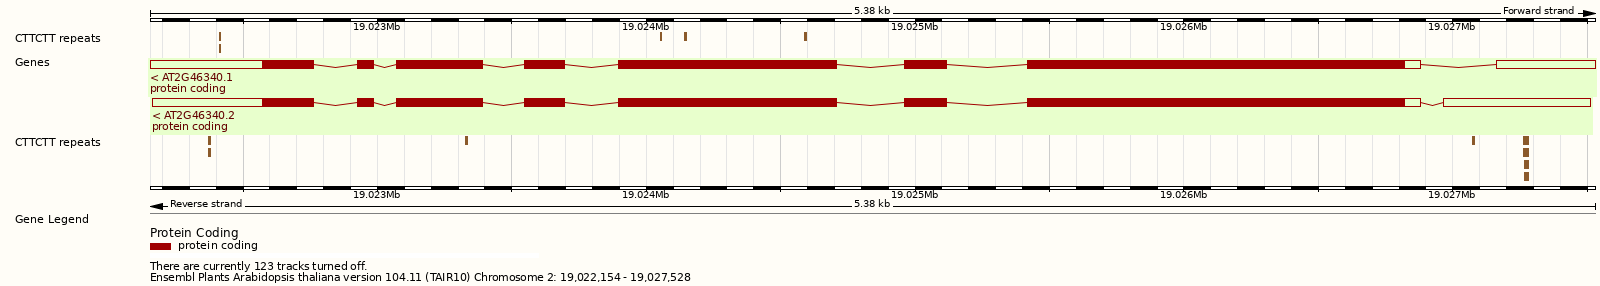 5.38 kb
Forward strand
19.023Mb 19.024Mb 19.025Mb 19.026Mb 19.027Mb
CTTCTT repeats
Genes
< AT2G46340.1
protein coding
< AT2G46340.2
protein coding
CTTCTT repeats
19.023Mb 19.024Mb 19.025Mb 19.026Mb 19.027Mb
Reverse strand
5.38 kb
Gene Legend
Protein Coding
protein coding
There are currently 123 tracks turned off.
Ensembl Plants Arabidopsis thaliana version 104.11 (TAIR10) Chromosome 2: 19,022,154 - 19,027,528